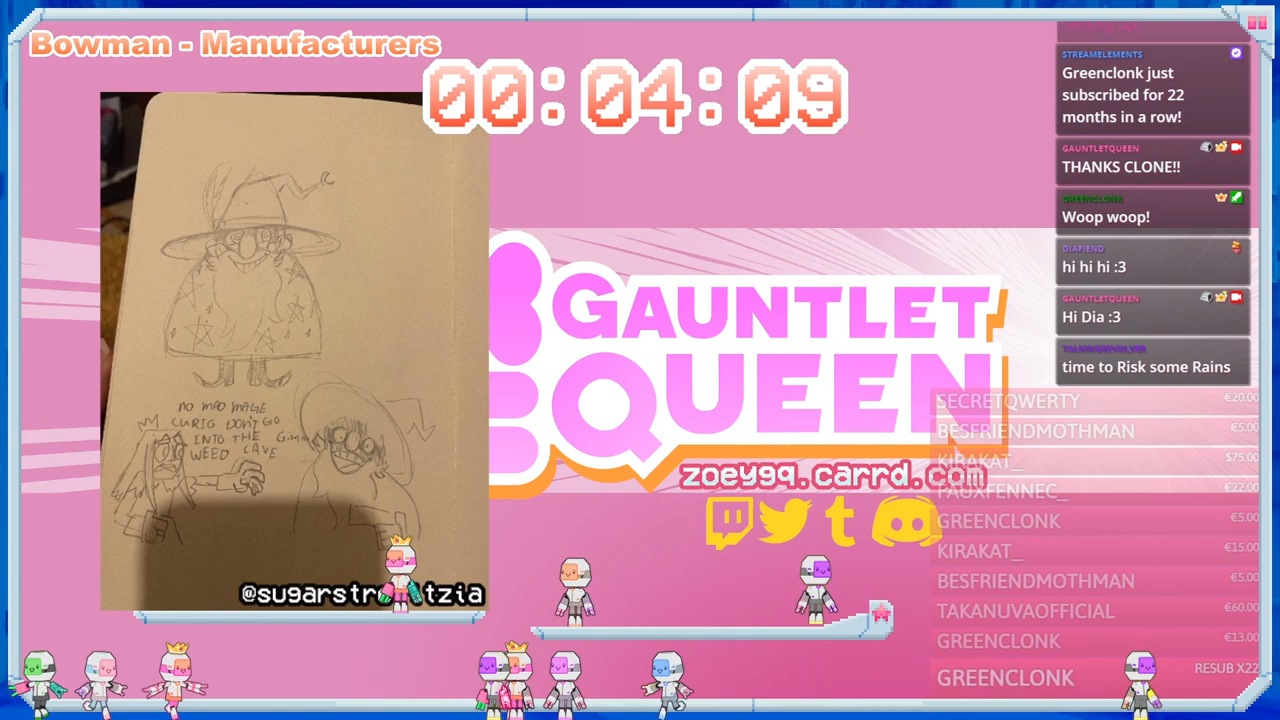 Bowman - Manufacturers
00:04:09
STREAMELEMENTS
Greenclonk just
subscribed for 22
months in a row!
GAUNTLETQUEEN
THANKS CLONE!!
GREENCLONK
Woop woop!
DIAFIEND
hi hi hi :3
GAUNTLETQUEEN
Hi Dia :3
time to Risk some Rains
GAUNTLET
QUEEN
zoeygq.carrd.com
NO MAD MAGE
CURIG DON'T GO
INTO THE
WEED CAVE
@sugarstr tzia
SECRETQWERTY €20.00
BESFRIENDMOTHMAN €5.00
KIRAKAT_ $75.00
FAUXFENNEC_ €22.00
GREENCLONK €5.00
KIRAKAT_ €15.00
BESFRIENDMOTHMAN €5.00
TAKANUVAOFFICIAL €60.00
GREENCLONK €13.00
GREENCLONK RESUB X22